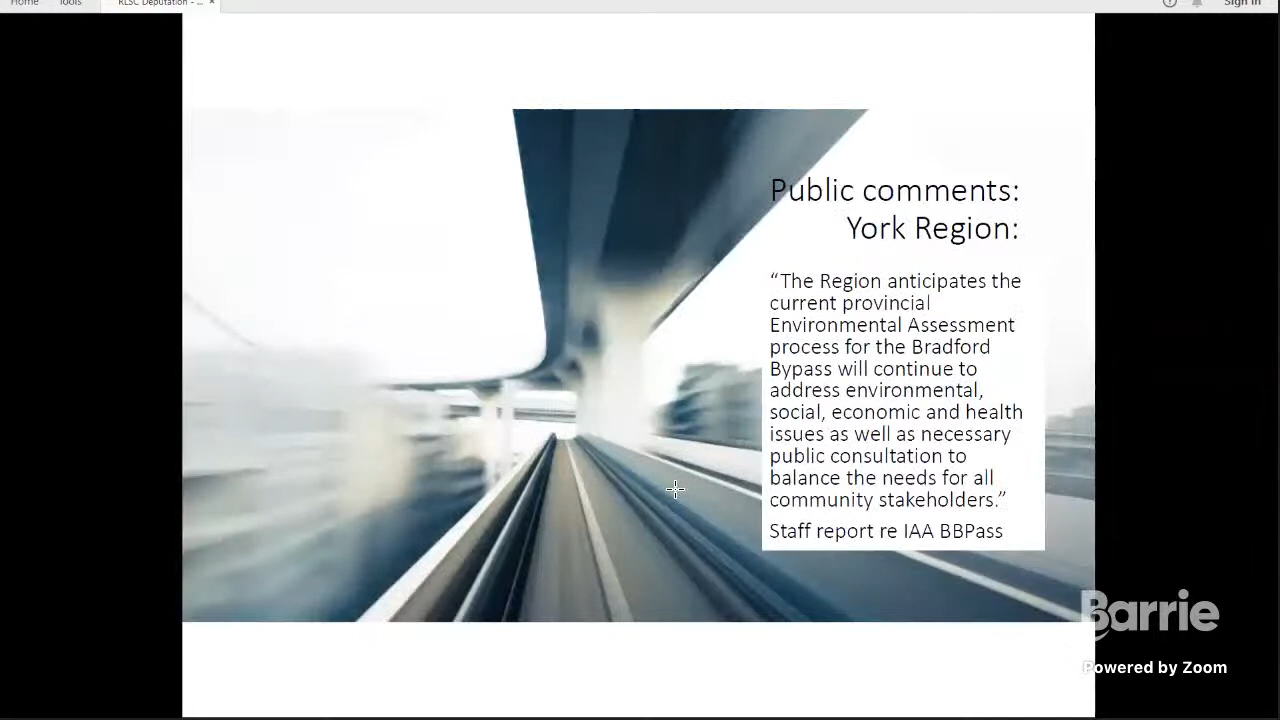 Home Tools RLSC Deputation - ... × Sign In
Public comments:
York Region:
“The Region anticipates the
current provincial
Environmental Assessment
process for the Bradford
Bypass will continue to
address environmental,
social, economic and health
issues as well as necessary
public consultation to
balance the needs for all
community stakeholders.”
Staff report re IAA BBPass
Barrie
Powered by Zoom